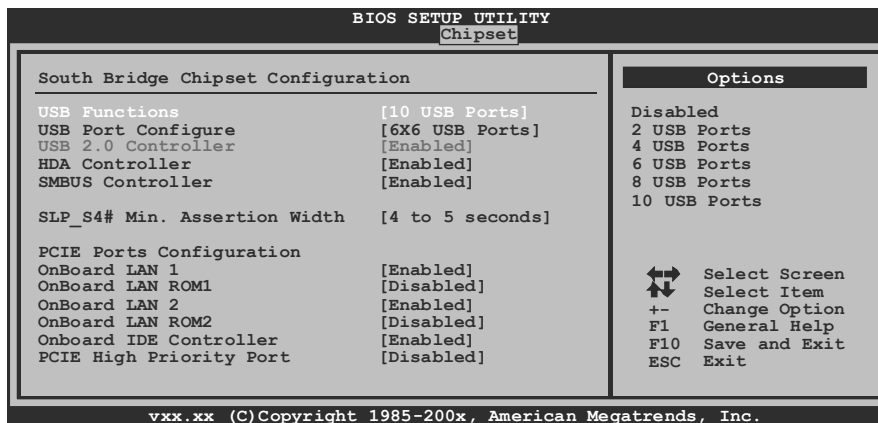 BIOS SETUP UTILITY
Chipset
South Bridge Chipset Configuration
USB Functions [10 USB Ports]
USB Port Configure [6X6 USB Ports]
USB 2.0 Controller [Enabled]
HDA Controller [Enabled]
SMBUS Controller [Enabled]
SLP_S4# Min. Assertion Width [4 to 5 seconds]
PCIE Ports Configuration
OnBoard LAN 1 [Enabled]
OnBoard LAN ROM1 [Disabled]
OnBoard LAN 2 [Enabled]
OnBoard LAN ROM2 [Disabled]
Onboard IDE Controller [Enabled]
PCIE High Priority Port [Disabled]
Options
Disabled
2 USB Ports
4 USB Ports
6 USB Ports
8 USB Ports
10 USB Ports
Select Screen
Select Item
+- Change Option
F1 General Help
F10 Save and Exit
ESC Exit
vxx.xx (C)Copyright 1985-200x, American Megatrends, Inc.